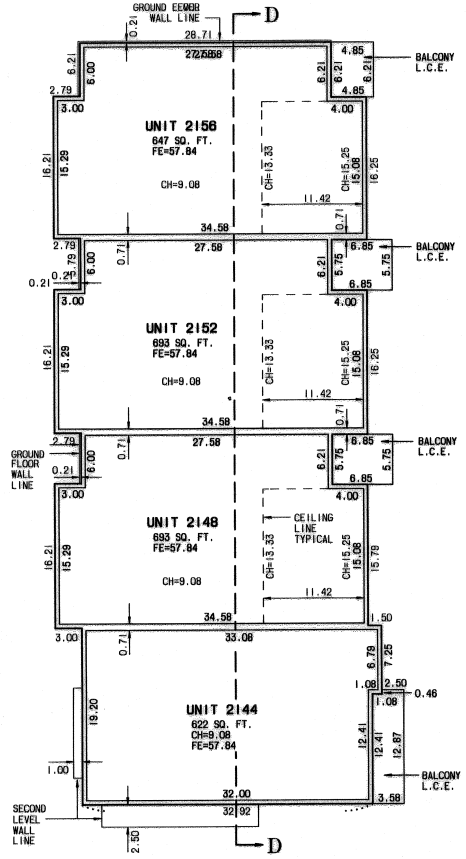 GROUND
WALL LINE
D
0.21
28.71
27.58
6.21
6.00
6.21
6.21
4.85
6.21
4.85
BALCONY
L.C.E.
2.79
3.00
4.00
UNIT 2156
647 SQ. FT.
FE=57.84
CH=9.08
16.21
15.29
CH=13.33
CH=15.25
15.08
16.25
11.42
34.58
0.71
0.71
2.79
27.58
5.79
6.00
0.21
0.21
6.21
6.85
5.75
5.75
6.85
BALCONY
L.C.E.
3.00
4.00
UNIT 2152
693 SQ. FT.
FE=57.84
CH=9.08
16.21
15.29
CH=13.33
CH=15.25
15.08
16.25
11.42
34.58
0.71
0.71
2.79
27.58
6.00
0.21
6.21
6.85
5.75
5.75
6.85
BALCONY
L.C.E.
GROUND
FLOOR
WALL
LINE
3.00
4.00
UNIT 2148
693 SQ. FT.
FE=57.84
CH=9.08
CEILING
LINE
TYPICAL
16.21
15.29
CH=13.33
CH=15.25
15.08
15.79
11.42
34.58
1.50
3.00
0.71
33.08
6.79
7.25
1.08
2.50
1.08
0.46
19.20
UNIT 2144
622 SQ. FT.
CH=9.08
FE=57.84
12.41
12.41
12.87
1.00
BALCONY
L.C.E.
3.58
32.00
32.92
SECOND
LEVEL
WALL
LINE
2.50
D